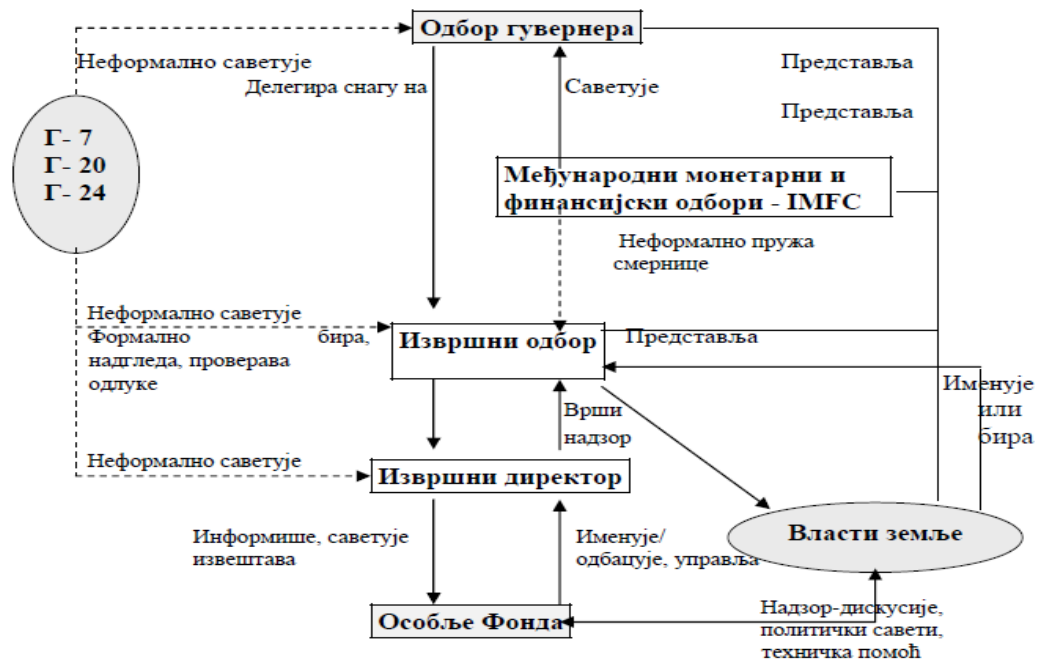 Одбор гувернера
Неформално саветује
Делегира снагу на
Саветује
Представља
Представља
Г- 7
Г- 20
Г- 24
Међународни монетарни и
финансијски одбори - IMFC
Неформално пружа
смернице
Неформално саветује
Формално бира,
надгледа, проверава
одлуке
Извршни одбор
Представља
Именује
или
бира
Врши
надзор
Неформално саветује
Извршни директор
Информише, саветује
извештава
Именује/
одбацује, управља
Власти земље
Особље Фонда
Надзор-дискусије,
политички савети,
техничка помоћ